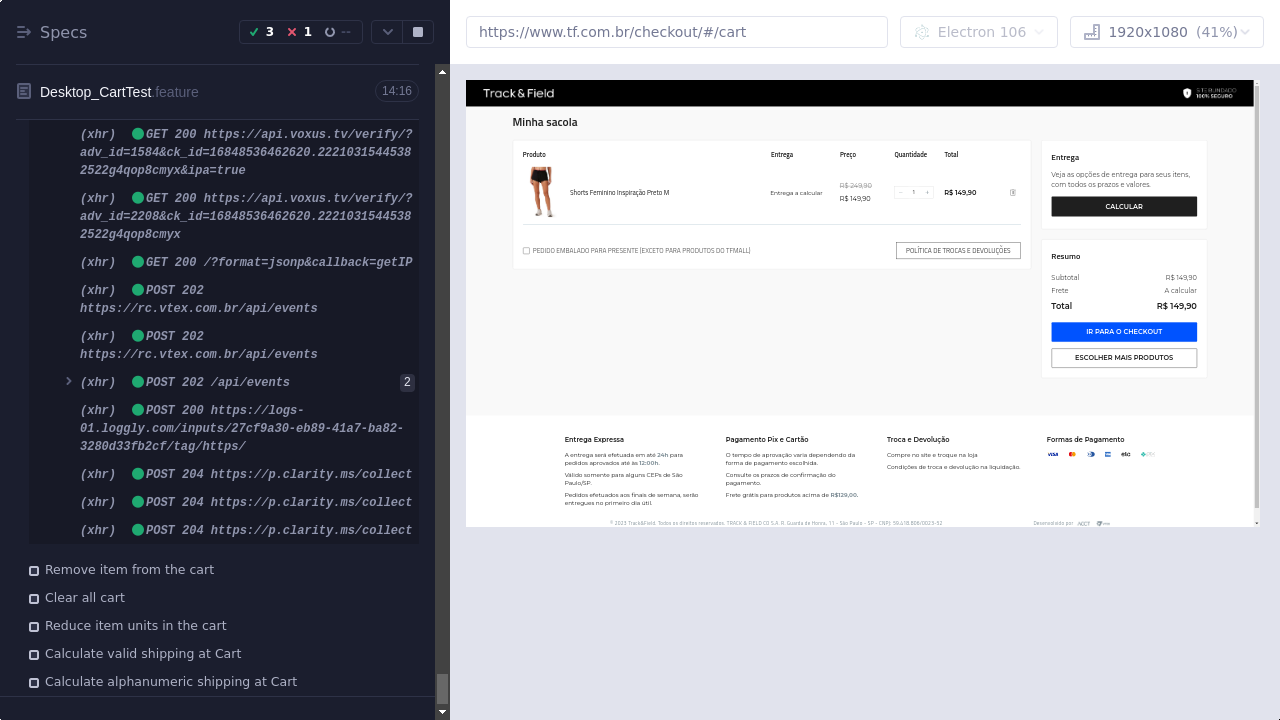 Specs
3
1
--
Desktop_CartTest.feature
14:16
(xhr) GET 200 https://api.voxus.tv/verify/?
adv_id=1584&ck_id=16848536462620.2221031544538
2522g4qpp8cmyx&lpa=true
(xhr) GET 200 https://api.voxus.tv/verify/?
adv_id=2283&ck_id=16848536462620.2221031544538
2522g4qpp8cmyx
(xhr) GET 200 /?format=jsonp&callback=getIP
(xhr) POST 202
https://rc.vtex.com.br/api/events
(xhr) POST 202
https://rc.vtex.com.br/api/events
(xhr) POST 202 /api/events
2
(xhr) POST 200 https://logs-
01.loggly.com/inputs/27cf9a30-eb89-41a7-ba82-
3280d33fb2cf/tag/https/
(xhr) POST 204 https://p.clarity.ms/collect
(xhr) POST 204 https://p.clarity.ms/collect
(xhr) POST 204 https://p.clarity.ms/collect
Remove item from the cart
Clear all cart
Reduce item units in the cart
Calculate valid shipping at Cart
Calculate alphanumeric shipping at Cart
https://www.tf.com.br/checkout/#/cart
Electron 106
1920x1080 (41%)
Track&Field
100% SEGURO
Minha sacola
Produto Entrega Preço Quantidade Total
Shorts Feminino Inspiração Preto M
Entrega a calcular
R$ 249,90
R$ 149,90
- 1 +
R$ 149,90
PEDIDO EMBALADO PARA PRESENTE (EXCETO PARA PRODUTOS DO TFMALL)
POLÍTICA DE TROCAS E DEVOLUÇÕES
Entrega
Veja as opções de entrega para seus itens,
com todos os prazos e valores.
CALCULAR
Resumo
Subtotal R$ 149,90
Frete A calcular
Total R$ 149,90
IR PARA O CHECKOUT
ESCOLHER MAIS PRODUTOS
Entrega Expressa
A entrega será efetuada em até 24h para
pedidos aprovados até às 12:00h.
Válido somente para alguns CEPs de São
Paulo/SP.
Pedidos efetuados aos finais de semana, serão
entregues no primeiro dia útil.
Pagamento Pix e Cartão
O tempo de aprovação varia dependendo da
forma de pagamento escolhida.
Consulte os prazos de confirmação do
pagamento.
Frete grátis para produtos acima de R$129,00.
Troca e Devolução
Compre no site e troque na loja
Condições de troca e devolução na liquidação.
Formas de Pagamento
VISA
elo
© 2023 Track&Field. Todos os direitos reservados. TRACK & FIELD CO S.A. R. Guarda de Honra, 11 - São Paulo - SP - CNPJ: 59.418.806/0023-52
Desenvolvido por